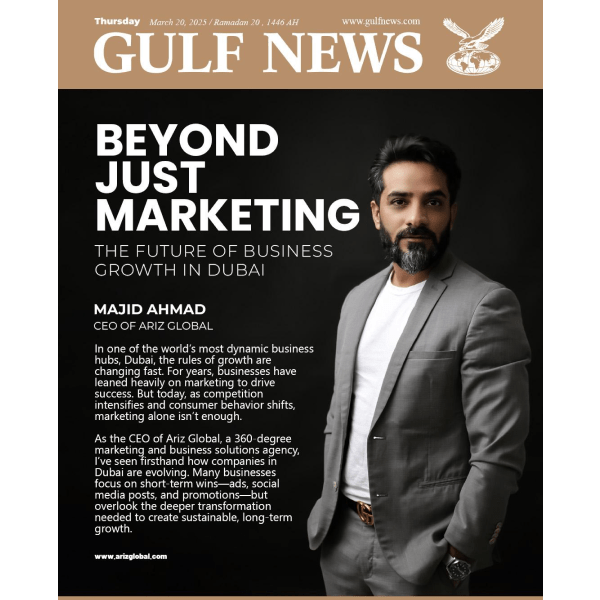 Thursday March 20, 2025 / Ramadan 20 , 1446 AH www.gulfnews.com
GULF NEWS
BEYOND
JUST
MARKETING
THE FUTURE OF BUSINESS
GROWTH IN DUBAI
MAJID AHMAD
CEO OF ARIZ GLOBAL
In one of the world's most dynamic business
hubs, Dubai, the rules of growth are
changing fast. For years, businesses have
leaned heavily on marketing to drive
success. But today, as competition
intensifies and consumer behavior shifts,
marketing alone isn't enough.
As the CEO of Ariz Global, a 360-degree
marketing and business solutions agency,
I've seen firsthand how companies in
Dubai are evolving. Many businesses
focus on short-term wins—ads, social
media posts, and promotions—but
overlook the deeper transformation
needed to create sustainable, long-term
growth.
www.arizglobal.com